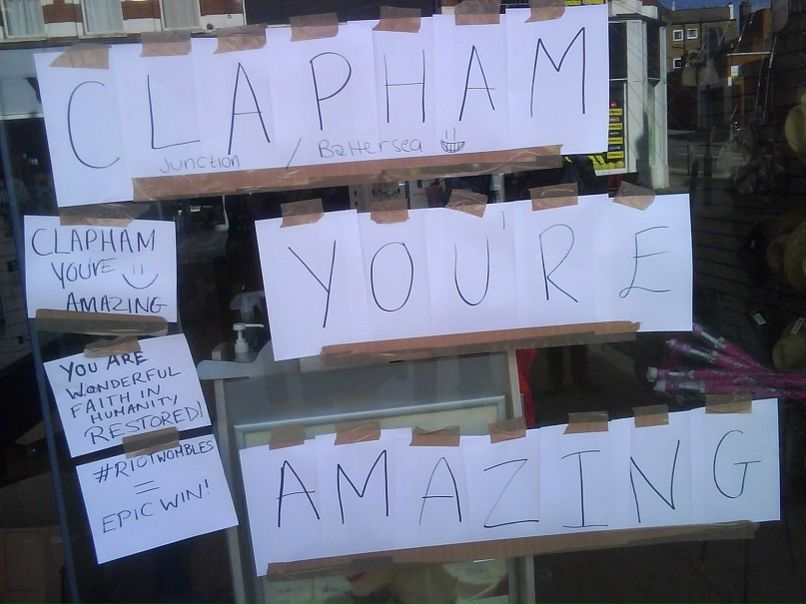 CLAPHAM
Junction / Battersea
YOU'RE
AMAZING
CLAPHAM
YOU'RE
AMAZING
YOU ARE
WONDERFUL.
FAITH IN
HUMANITY
RESTORED!
#RIOTWOMBLES
=
EPIC WIN!